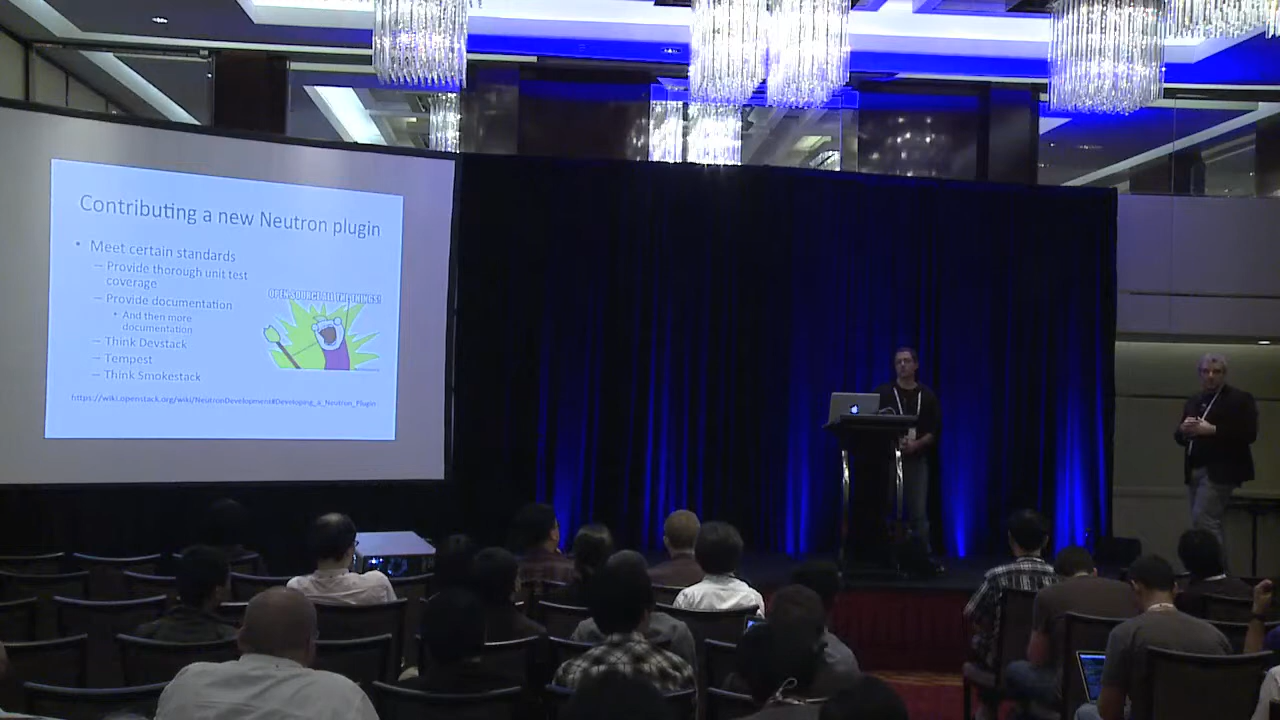 Contributing a new Neutron plugin
• Meet certain standards
– Provide thorough unit test
coverage
– Provide documentation
• And then more
documentation
– Think Devstack
– Tempest
– Think Smokestack
OPEN SOURCE ALL THE THINGS!
https://wiki.openstack.org/wiki/NeutronDevelopment#Developing_a_Neutron_Plugin